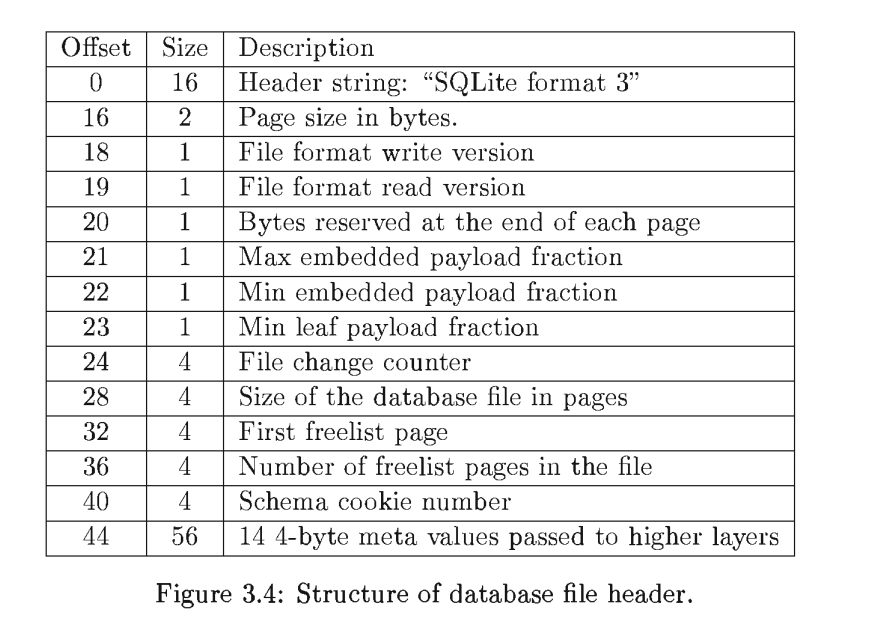 Offset Size Description
0 16 Header string: “SQLite format 3”
16 2 Page size in bytes.
18 1 File format write version
19 1 File format read version
20 1 Bytes reserved at the end of each page
21 1 Max embedded payload fraction
22 1 Min embedded payload fraction
23 1 Min leaf payload fraction
24 4 File change counter
28 4 Size of the database file in pages
32 4 First freelist page
36 4 Number of freelist pages in the file
40 4 Schema cookie number
44 56 14 4-byte meta values passed to higher layers
Figure 3.4: Structure of database file header.